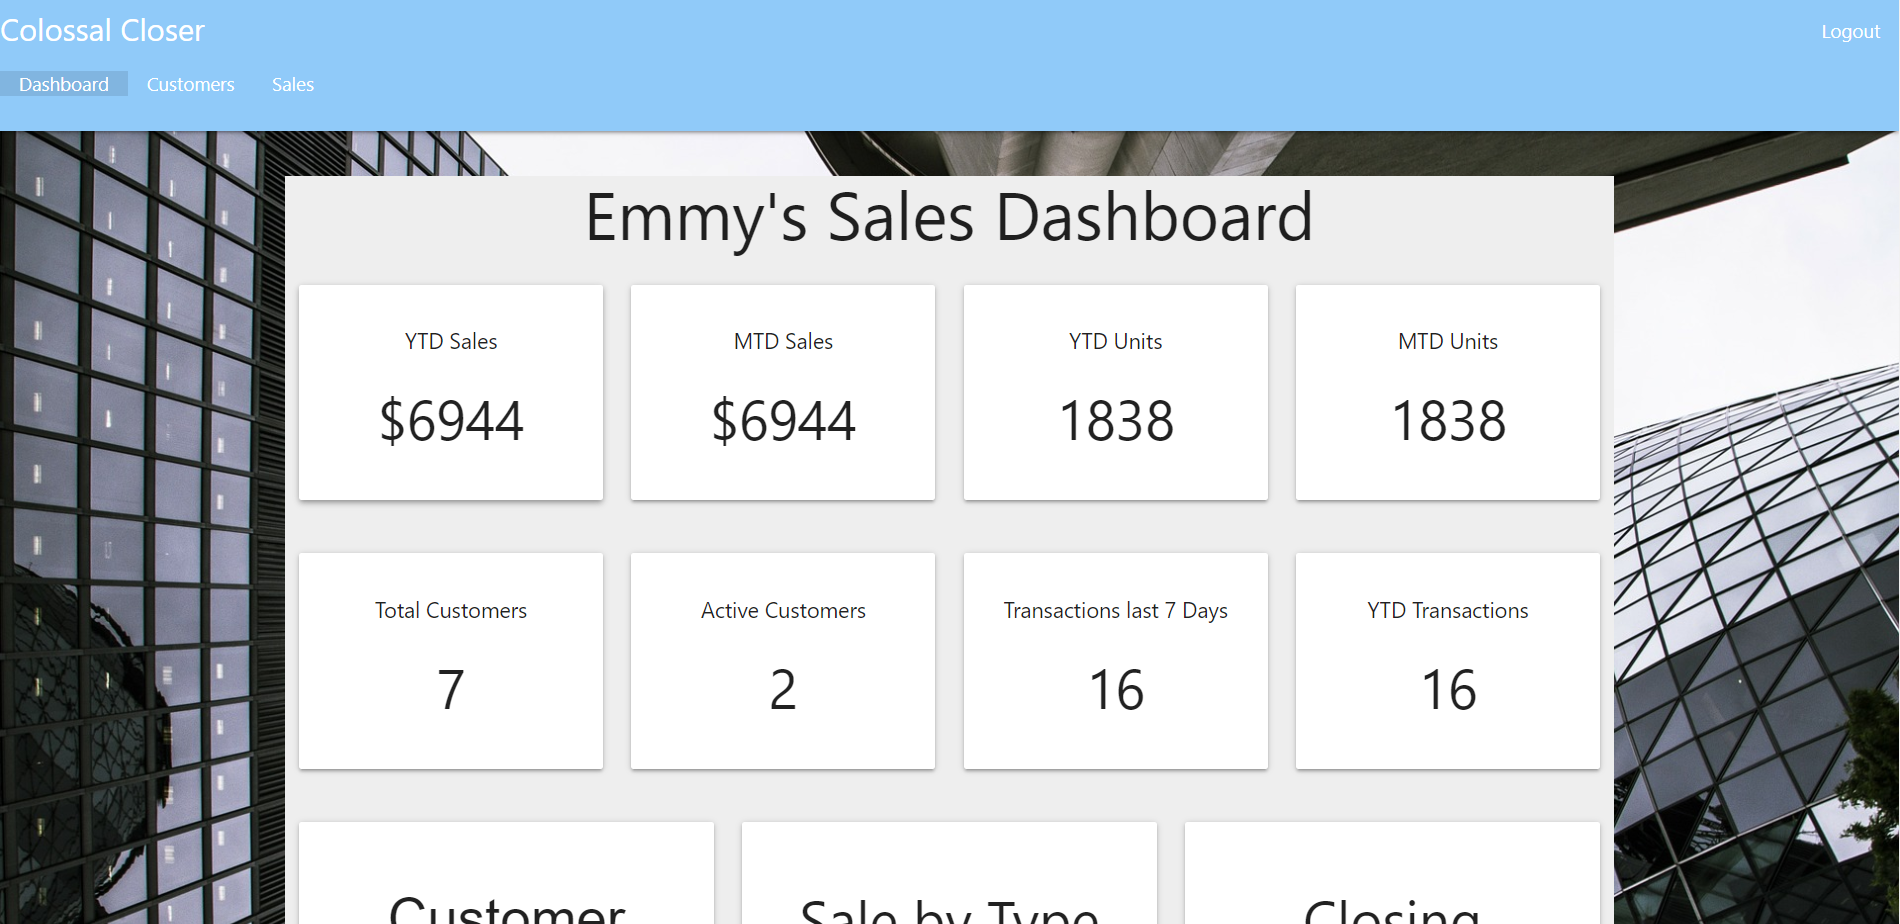 Colossal Closer
Logout
Dashboard
Customers
Sales
Emmy's Sales Dashboard
YTD Sales
$6944
MTD Sales
$6944
YTD Units
1838
MTD Units
1838
Total Customers
7
Active Customers
2
Transactions last 7 Days
16
YTD Transactions
16
Customer
Sale by Type
Closing